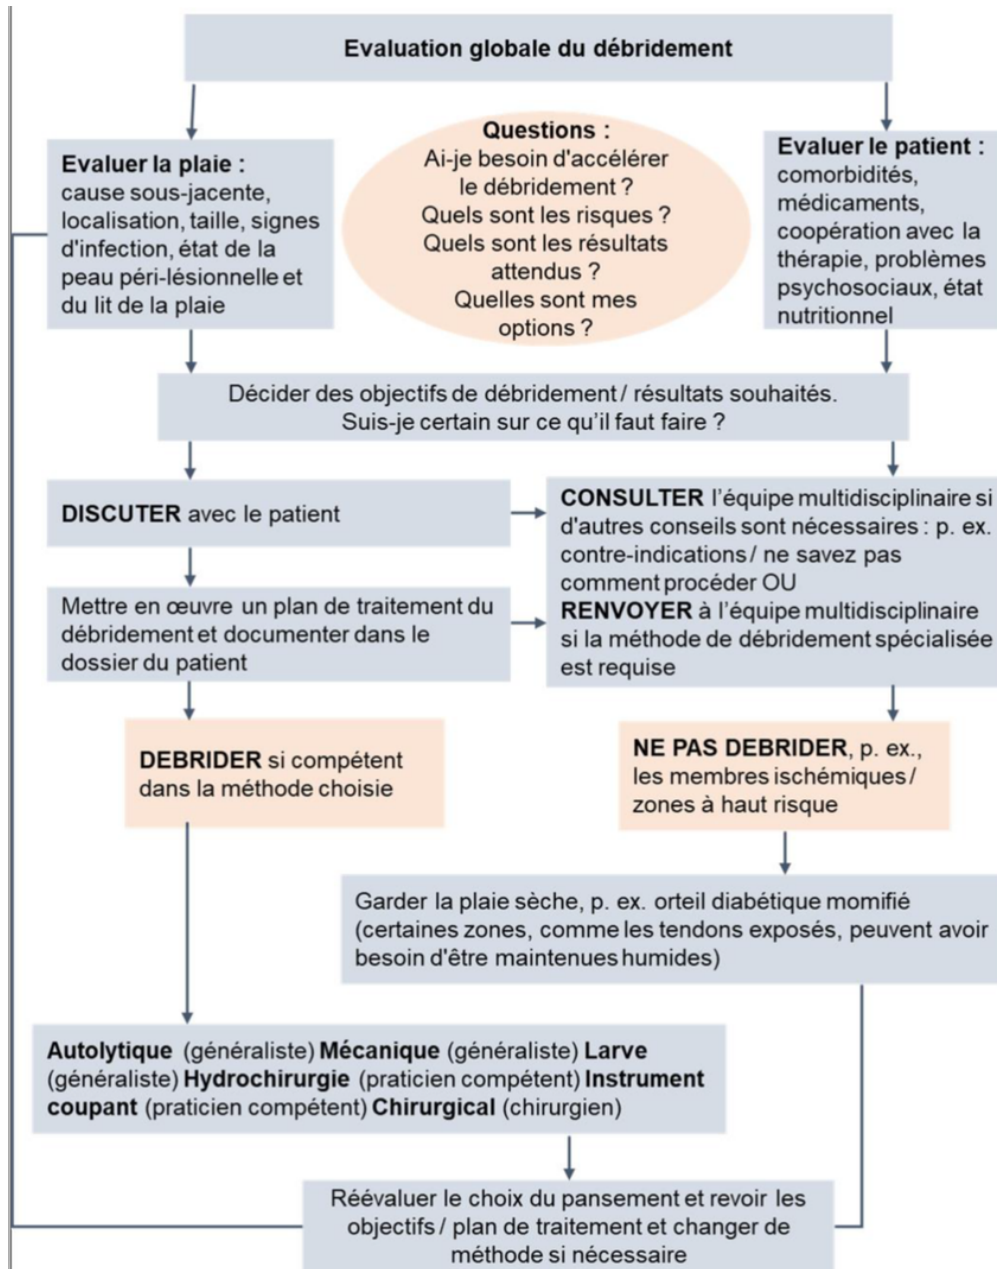 Evaluation globale du débridement
Evaluer la plaie :
cause sous-jacente,
localisation, taille, signes
d'infection, état de la
peau péri-lésionnelle et
du lit de la plaie
Questions :
Ai-je besoin d'accélérer
le débridement ?
Quels sont les risques ?
Quels sont les résultats
attendus ?
Quelles sont mes
options ?
Evaluer le patient :
comorbidités,
médicaments,
coopération avec la
thérapie, problèmes
psychosociaux, état
nutritionnel
Décider des objectifs de débridement / résultats souhaités.
Suis-je certain sur ce qu’il faut faire ?
DISCUTER avec le patient
CONSULTER l’équipe multidisciplinaire si
d'autres conseils sont nécessaires : p. ex.
contre-indications / ne savez pas
comment procéder OU
RENVOYER à l’équipe multidisciplinaire
si la méthode de débridement spécialisée
est requise
Mettre en œuvre un plan de traitement du
débridement et documenter dans le
dossier du patient
DEBRIDER si compétent
dans la méthode choisie
NE PAS DEBRIDER, p. ex.,
les membres ischémiques /
zones à haut risque
Garder la plaie sèche, p. ex. orteil diabétique momifié
(certaines zones, comme les tendons exposés, peuvent avoir
besoin d'être maintenues humides)
Autolytique (généraliste) Mécanique (généraliste) Larve
(généraliste) Hydrochirurgie (praticien compétent) Instrument
coupant (praticien compétent) Chirurgical (chirurgien)
Réévaluer le choix du pansement et revoir les
objectifs / plan de traitement et changer de
méthode si nécessaire